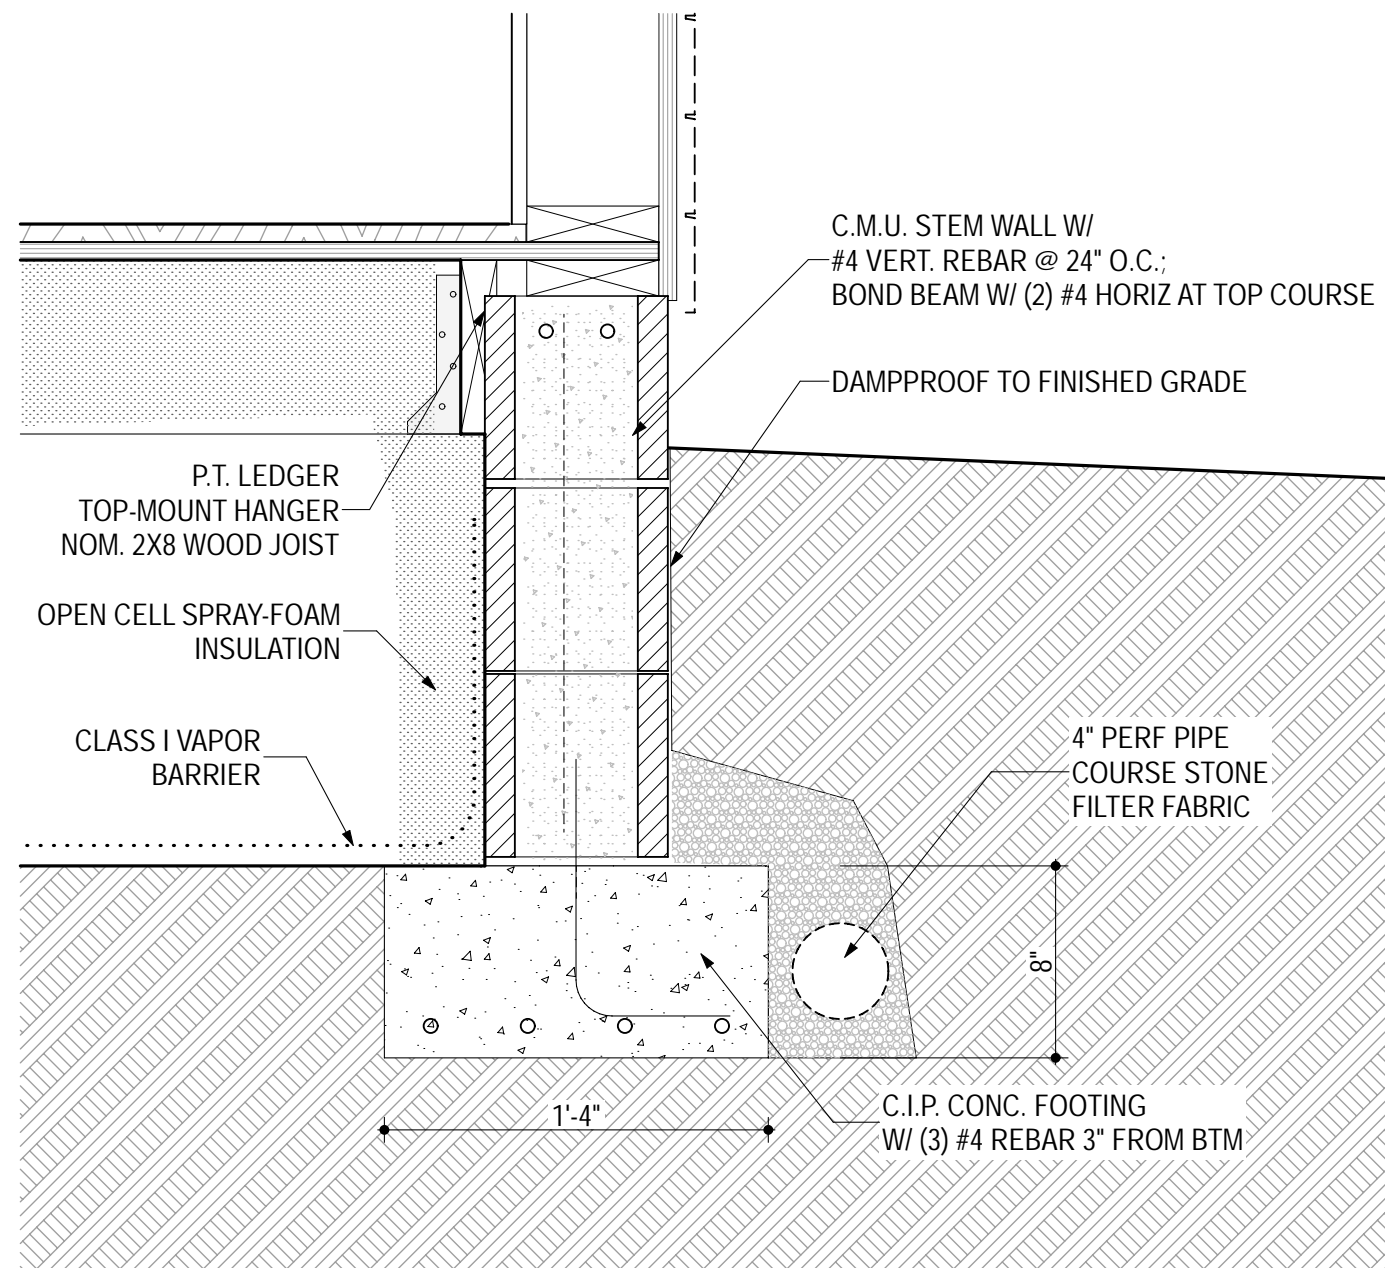 C.M.U. STEM WALL W/
#4 VERT. REBAR @ 24" O.C.;
BOND BEAM W/ (2) #4 HORIZ AT TOP COURSE
DAMPPROOF TO FINISHED GRADE
P.T. LEDGER
TOP-MOUNT HANGER
NOM. 2X8 WOOD JOIST
OPEN CELL SPRAY-FOAM
INSULATION
CLASS I VAPOR
BARRIER
4" PERF PIPE
COURSE STONE
FILTER FABRIC
8"
1'-4"
C.I.P. CONC. FOOTING
W/ (3) #4 REBAR 3" FROM BTM